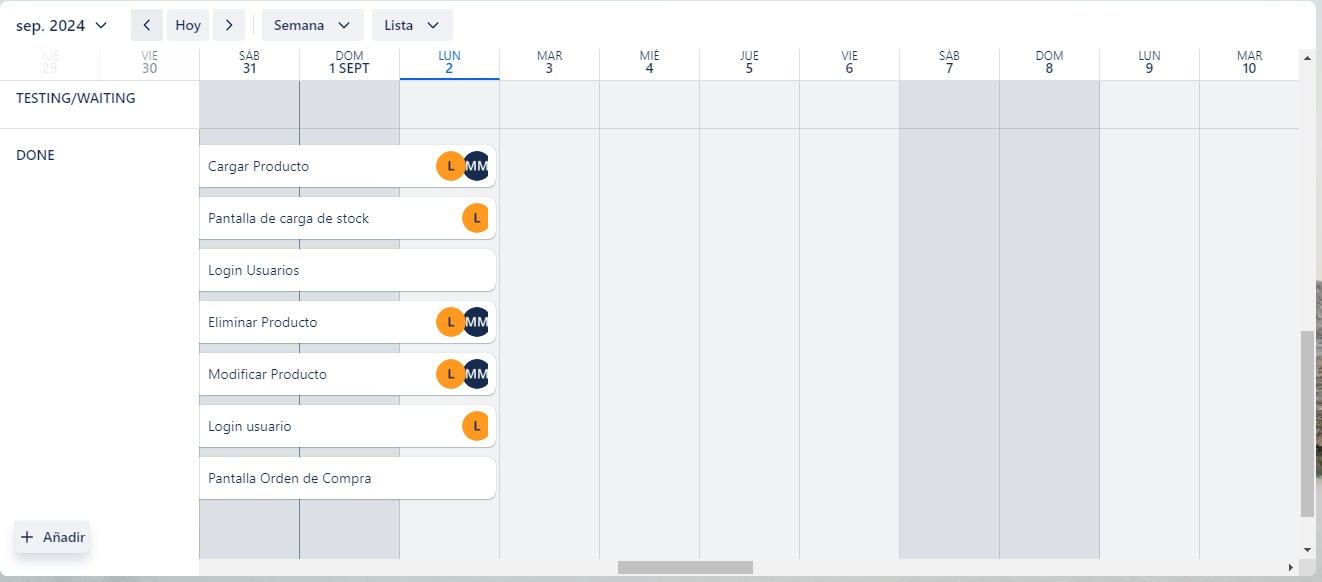 sep. 2024
Hoy
Semana
Lista
JUE 29
VIE 30
SÁB 31
DOM 1 SEPT
LUN 2
MAR 3
MIÉ 4
JUE 5
VIE 6
SÁB 7
DOM 8
LUN 9
MAR 10
TESTING/WAITING
DONE
Cargar Producto L MM
Pantalla de carga de stock L
Login Usuarios
Eliminar Producto L MM
Modificar Producto L MM
Login usuario L
Pantalla Orden de Compra
+ Añadir